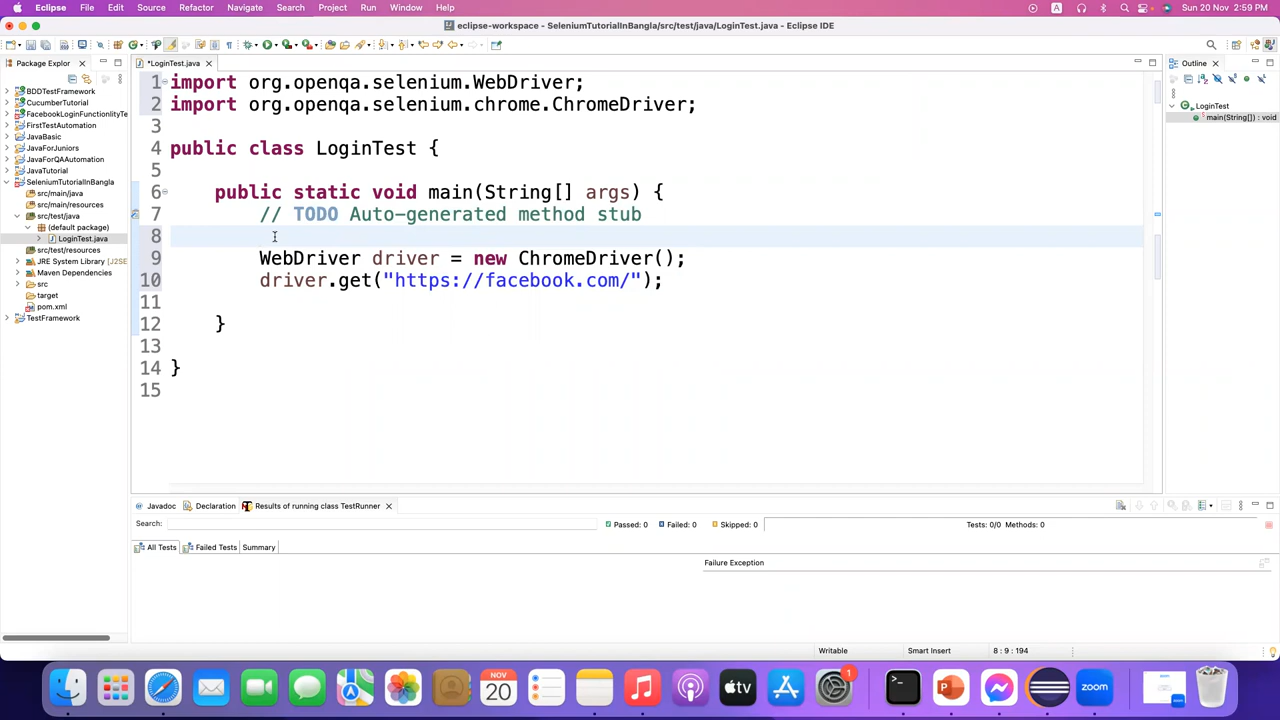 Eclipse File Edit Source Refactor Navigate Search Project Run Window Help A Sun 20 Nov 2:59 PM
eclipse-workspace - SeleniumTutorialInBangla/src/test/java/LoginTest.java - Eclipse IDE
Package Explorer
*LoginTest.java
Outline
BDDTestFramework
CucumberTutorial
FacebookLoginFunctionlityTe
FirstTestAutomation
JavaBasic
JavaForJuniors
JavaForQAAutomation
JavaTutorial
SeleniumTutorialInBangla
src/main/java
src/main/resources
src/test/java
(default package)
LoginTest.java
src/test/resources
JRE System Library [J2SE
Maven Dependencies
src
target
pom.xml
TestFramework
1 import org.openqa.selenium.WebDriver;
2 import org.openqa.selenium.chrome.ChromeDriver;
3
4 public class LoginTest {
5
6 public static void main(String[] args) {
7 // TODO Auto-generated method stub
8
9 WebDriver driver = new ChromeDriver();
10 driver.get("https://facebook.com/");
11
12 }
13
14 }
15
LoginTest
main(String[]) : void
Javadoc Declaration Results of running class TestRunner
Search: Passed: 0 Failed: 0 Skipped: 0 Tests: 0/0 Methods: 0
All Tests Failed Tests Summary
Failure Exception
Writable Smart Insert 8 : 9 : 194
NOV
20
tv
1
zoom